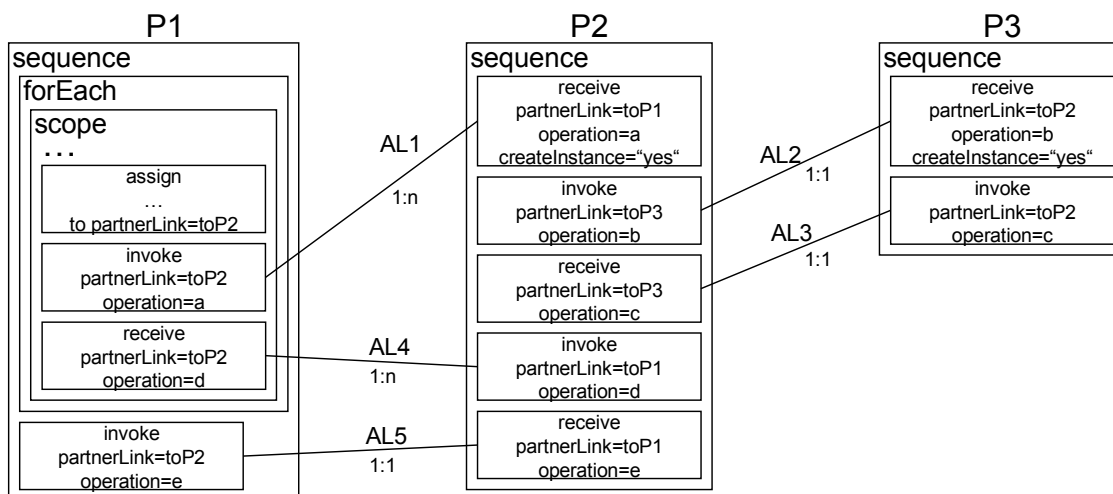 P1
sequence
forEach
scope
...
assign
...
to partnerLink=toP2
invoke
partnerLink=toP2
operation=a
receive
partnerLink=toP2
operation=d
invoke
partnerLink=toP2
operation=e
AL1
1:n
AL4
1:n
AL5
1:1
P2
sequence
receive
partnerLink=toP1
operation=a
createInstance="yes“
invoke
partnerLink=toP3
operation=b
receive
partnerLink=toP3
operation=c
invoke
partnerLink=toP1
operation=d
receive
partnerLink=toP1
operation=e
AL2
1:1
AL3
1:1
P3
sequence
receive
partnerLink=toP2
operation=b
createInstance=“yes“
invoke
partnerLink=toP2
operation=c